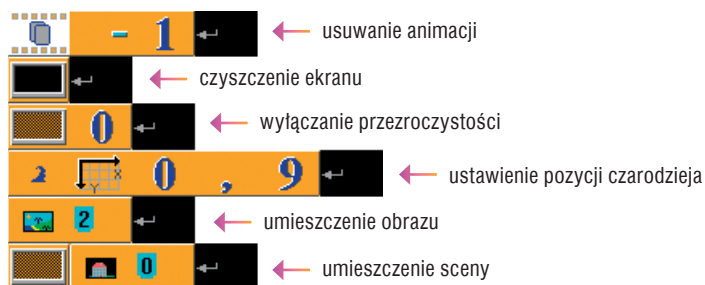 - 1 usuwanie animacji
czyszczenie ekranu
0 wyłączanie przezroczystości
2 X Y 0 , 9 ustawienie pozycji czarodzieja
2 umieszczenie obrazu
0 umieszczenie sceny